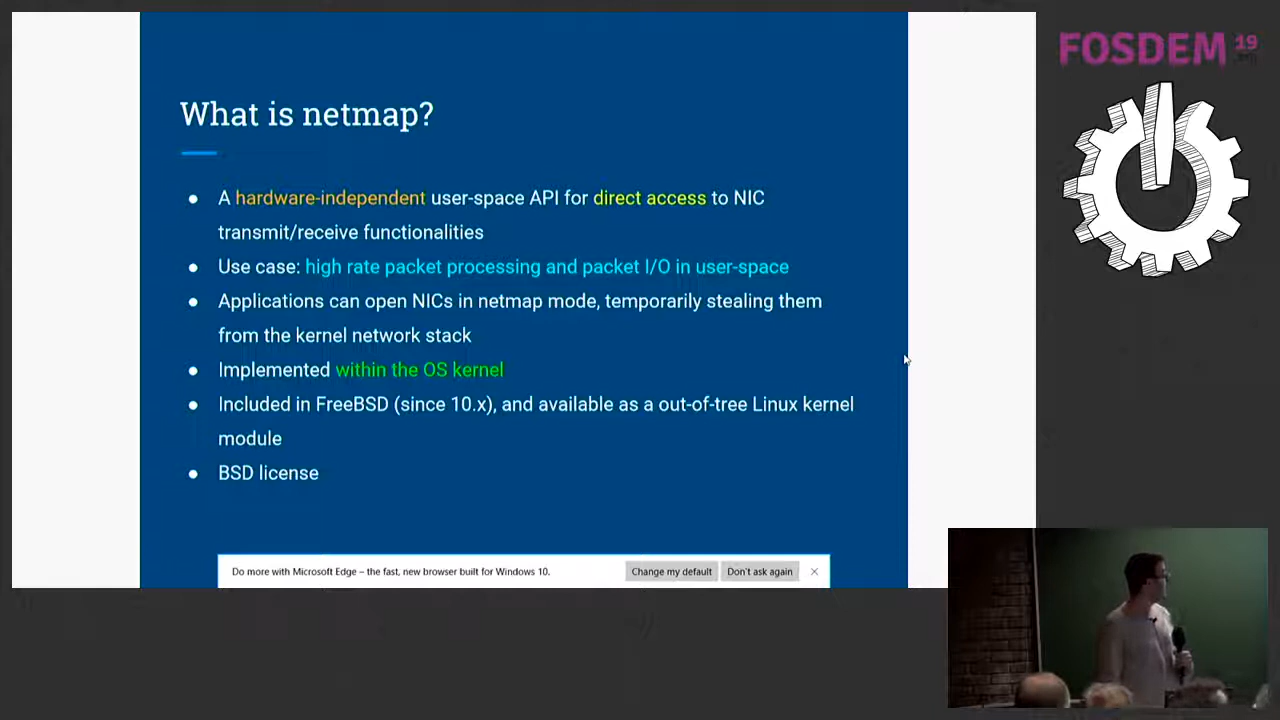 FOSDEM 19
.org
What is netmap?
● A hardware-independent user-space API for direct access to NIC
transmit/receive functionalities
● Use case: high rate packet processing and packet I/O in user-space
● Applications can open NICs in netmap mode, temporarily stealing them
from the kernel network stack
● Implemented within the OS kernel
● Included in FreeBSD (since 10.x), and available as a out-of-tree Linux kernel
module
● BSD license
Do more with Microsoft Edge – the fast, new browser built for Windows 10. Change my default Don't ask again